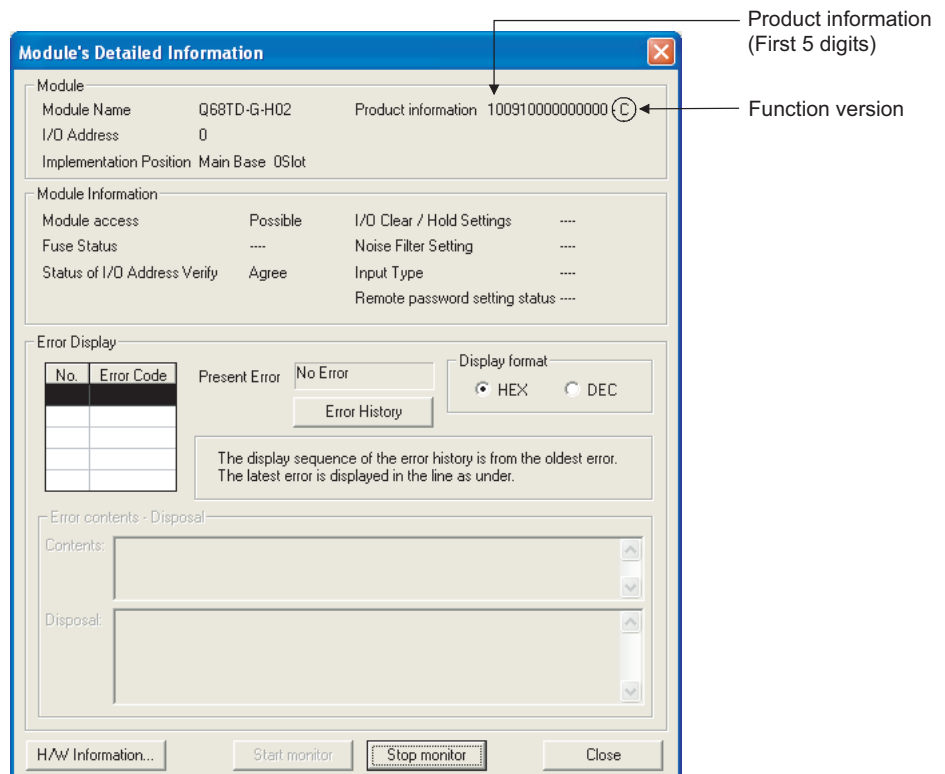 Product information
(First 5 digits)
Module's Detailed Information
Module
Module Name Q68TD-G-H02 Product information 100910000000000 - C
Function version
I/O Address 0
Implementation Position Main Base 0Slot
Module Information
Module access Possible I/O Clear / Hold Settings ----
Fuse Status ---- Noise Filter Setting ----
Status of I/O Address Verify Agree Input Type ----
Remote password setting status ----
Error Display
No. Error Code
Present Error No Error
Display format
HEX DEC
Error History
The display sequence of the error history is from the oldest error.
The latest error is displayed in the line as under.
Error contents - Disposal
Contents:
Disposal:
H/W Information... Start monitor Stop monitor Close